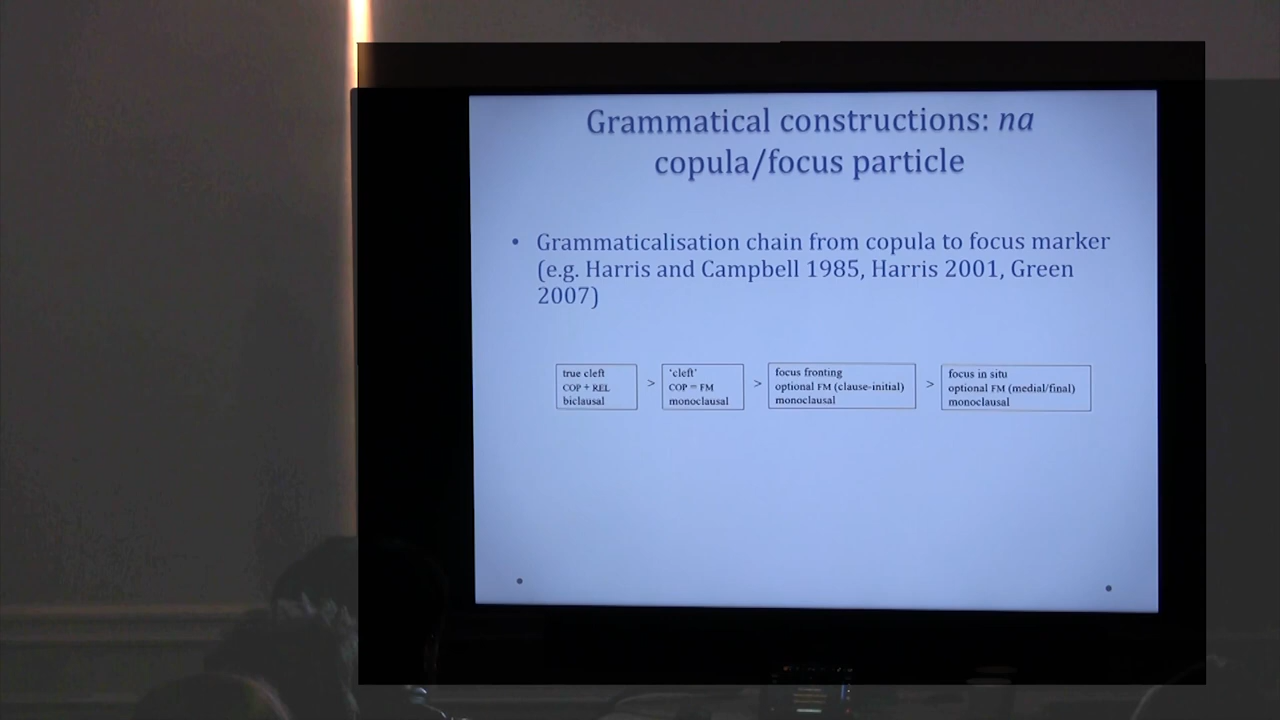 Grammatical constructions: na
copula/focus particle
• Grammaticalisation chain from copula to focus marker
(e.g. Harris and Campbell 1985, Harris 2001, Green
2007)
true cleft
COP + REL
biclausal
>
'cleft'
COP = FM
monoclausal
>
focus fronting
optional FM (clause-initial)
monoclausal
>
focus in situ
optional FM (medial/final)
monoclausal